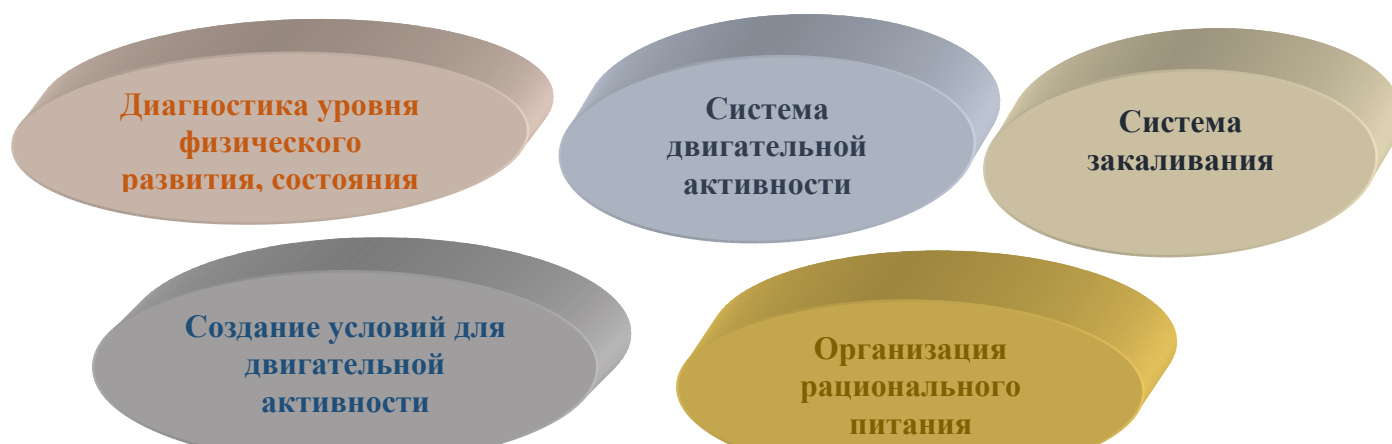 Диагностика уровня
физического
развития, состояния
Система
двигательной
активности
Система
закаливания
Создание условий для
двигательной
активности
Организация
рационального
питания